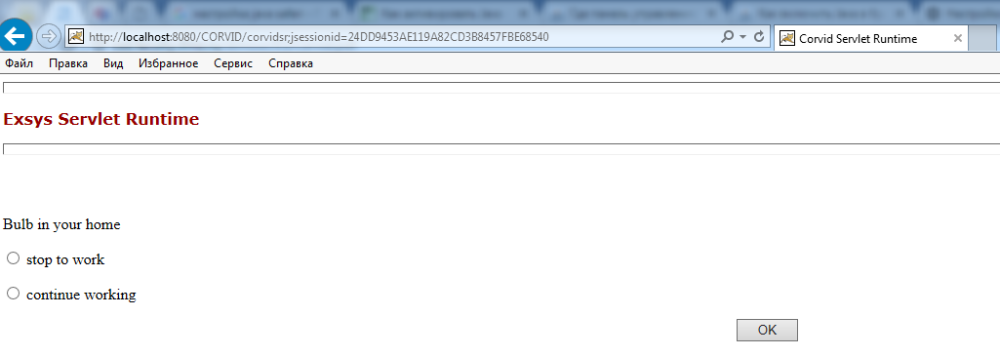 http://localhost:8080/CORVID/corvidsr;jsessionid=24DD9453AE119A82CD3B8457FBE68540
Corvid Servlet Runtime
Файл Правка Вид Избранное Сервис Справка
Exsys Servlet Runtime
Bulb in your home
stop to work
continue working
OK